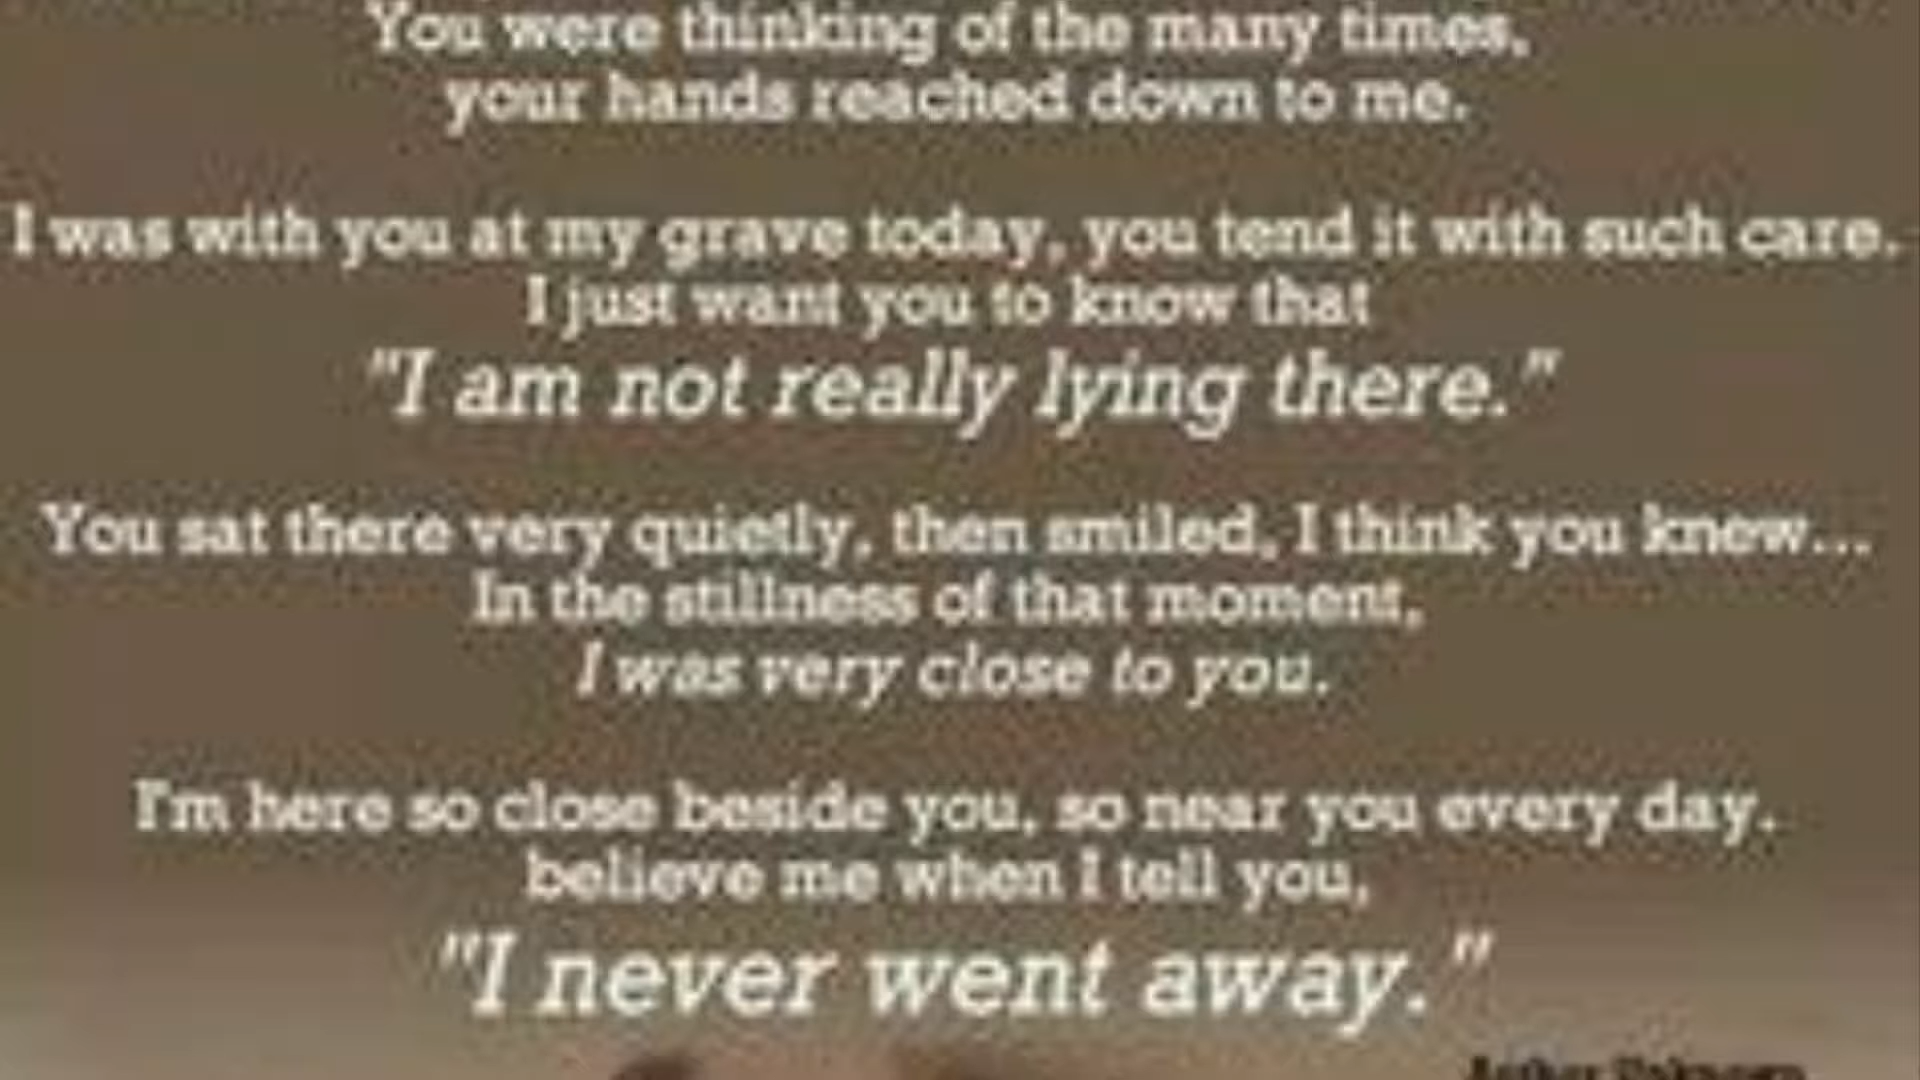 You were thinking of the many times,
your hands reached down to me.
I was with you at my grave today, you tend it with such care.
I just want you to know that
"I am not really lying there."
You sat there very quietly, then smiled, I think you knew...
In the stillness of that moment,
I was very close to you.
I'm here so close beside you, so near you every day.
believe me when I tell you,
"I never went away."
Author Unknown